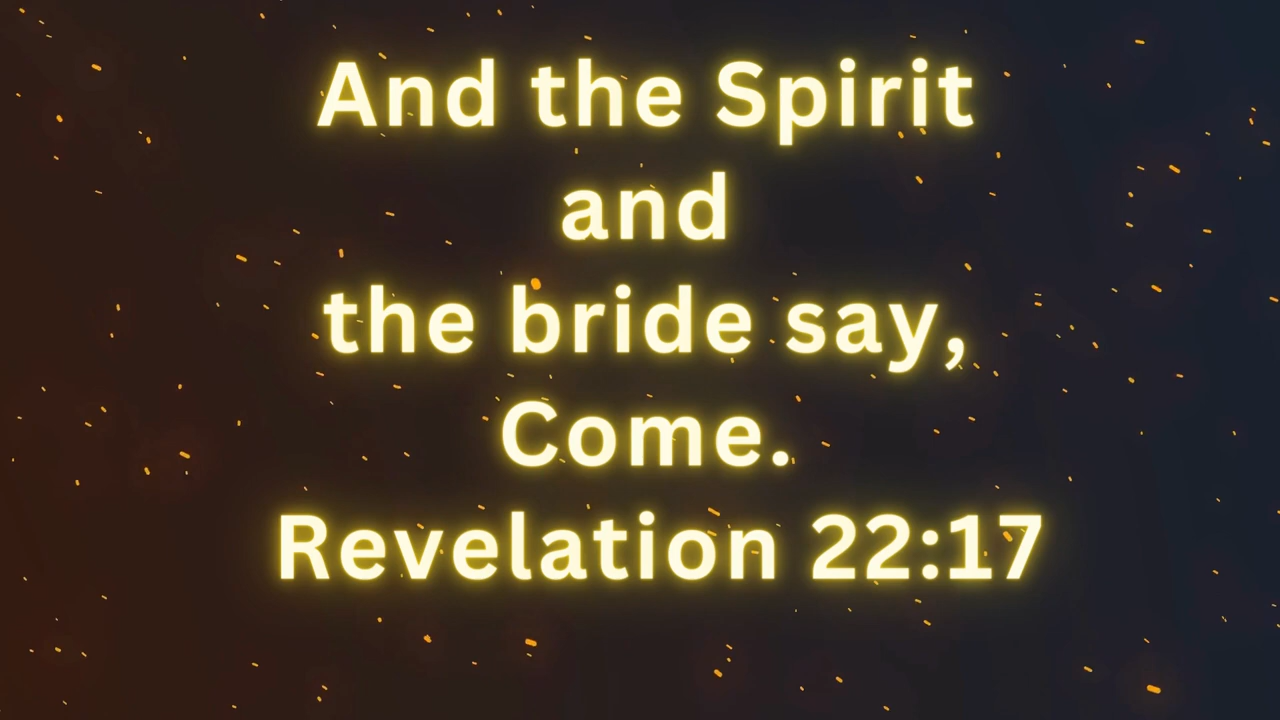 And the Spirit
and
the bride say,
Come.
Revelation 22:17